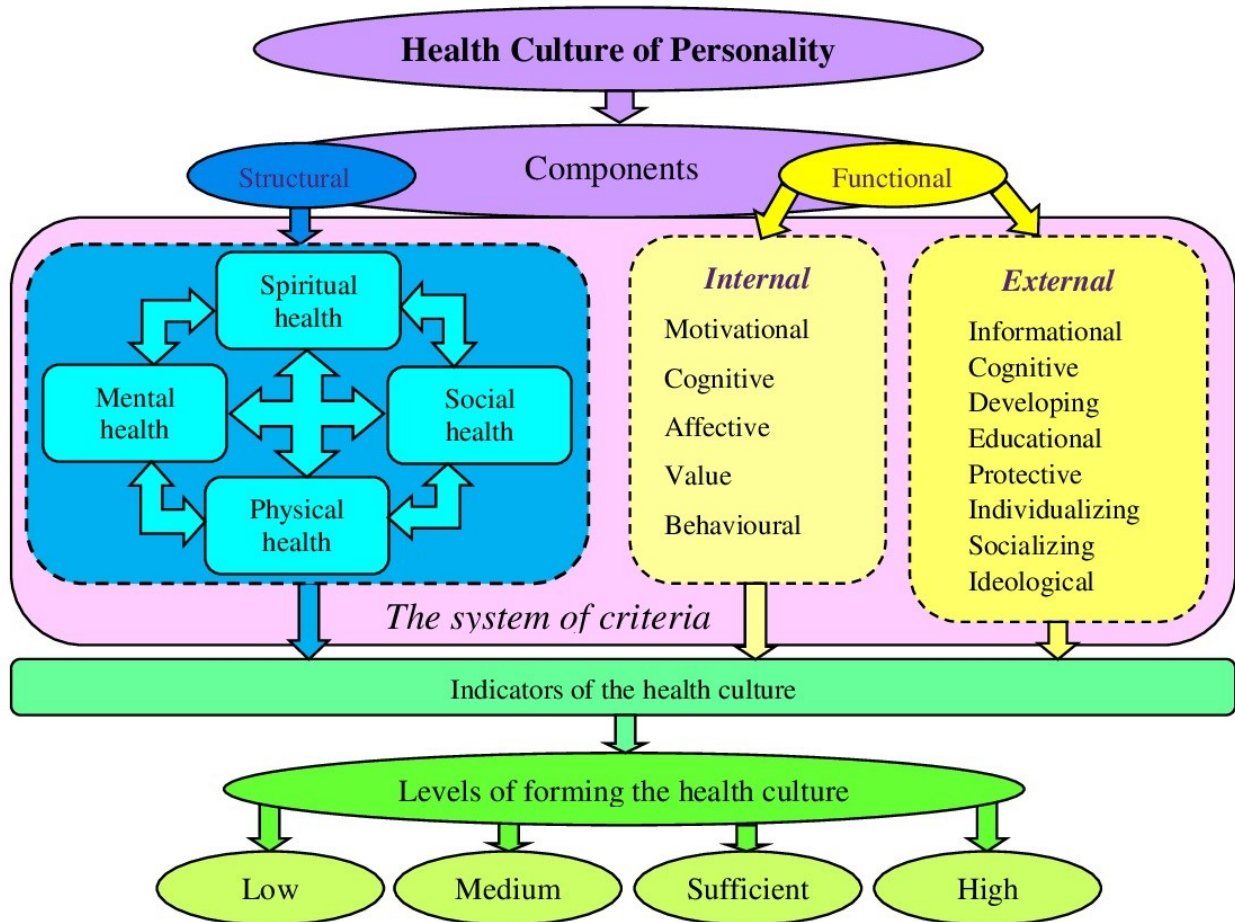 Health Culture of Personality
Components
Structural
Functional
Spiritual
health
Mental
health
Social
health
Physical
health
Internal
Motivational
Cognitive
Affective
Value
Behavioural
External
Informational
Cognitive
Developing
Educational
Protective
Individualizing
Socializing
Ideological
The system of criteria
Indicators of the health culture
Levels of forming the health culture
Low
Medium
Sufficient
High